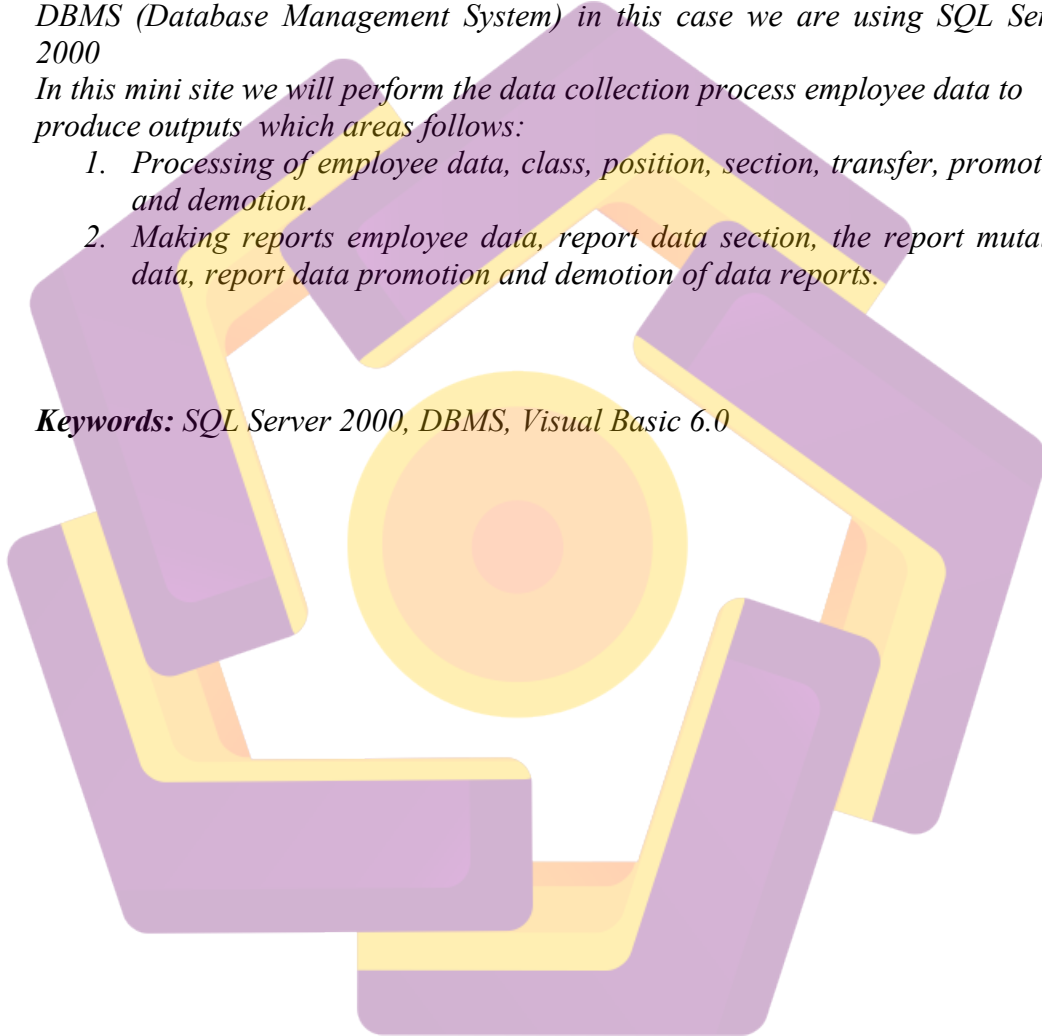 DBMS (Database Management System) in this case we are using SQL Ser
2000
In this mini site we will perform the data collection process employee data to
produce outputs which areas follows:
1. Processing of employee data, class, position, section, transfer, promot
and demotion.
2. Making reports employee data, report data section, the report muta
data, report data promotion and demotion of data reports.
Keywords: SQL Server 2000, DBMS, Visual Basic 6.0